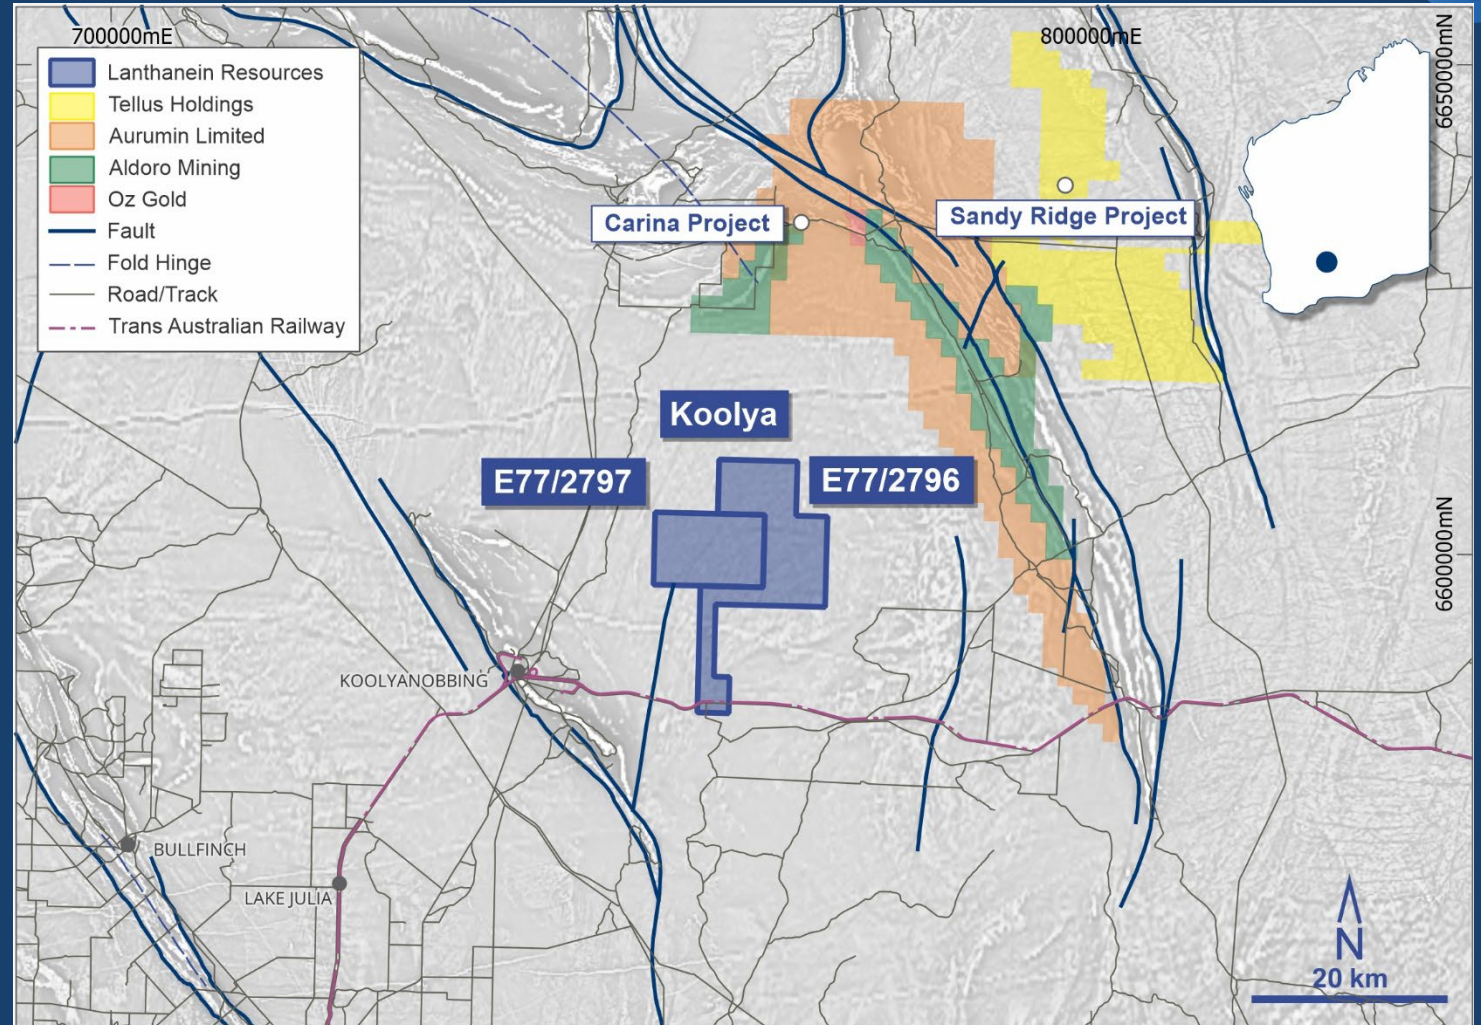 700000mE
800000mE
6650000mN
Lanthanein Resources
Tellus Holdings
Aurumin Limited
Aldoro Mining
Oz Gold
Fault
Fold Hinge
Road/Track
Trans Australian Railway
Carina Project
Sandy Ridge Project
Koolya
E77/2797
E77/2796
6600000mN
KOOLYANOBBING
BULLFINCH
LAKE JULIA
N
20 km